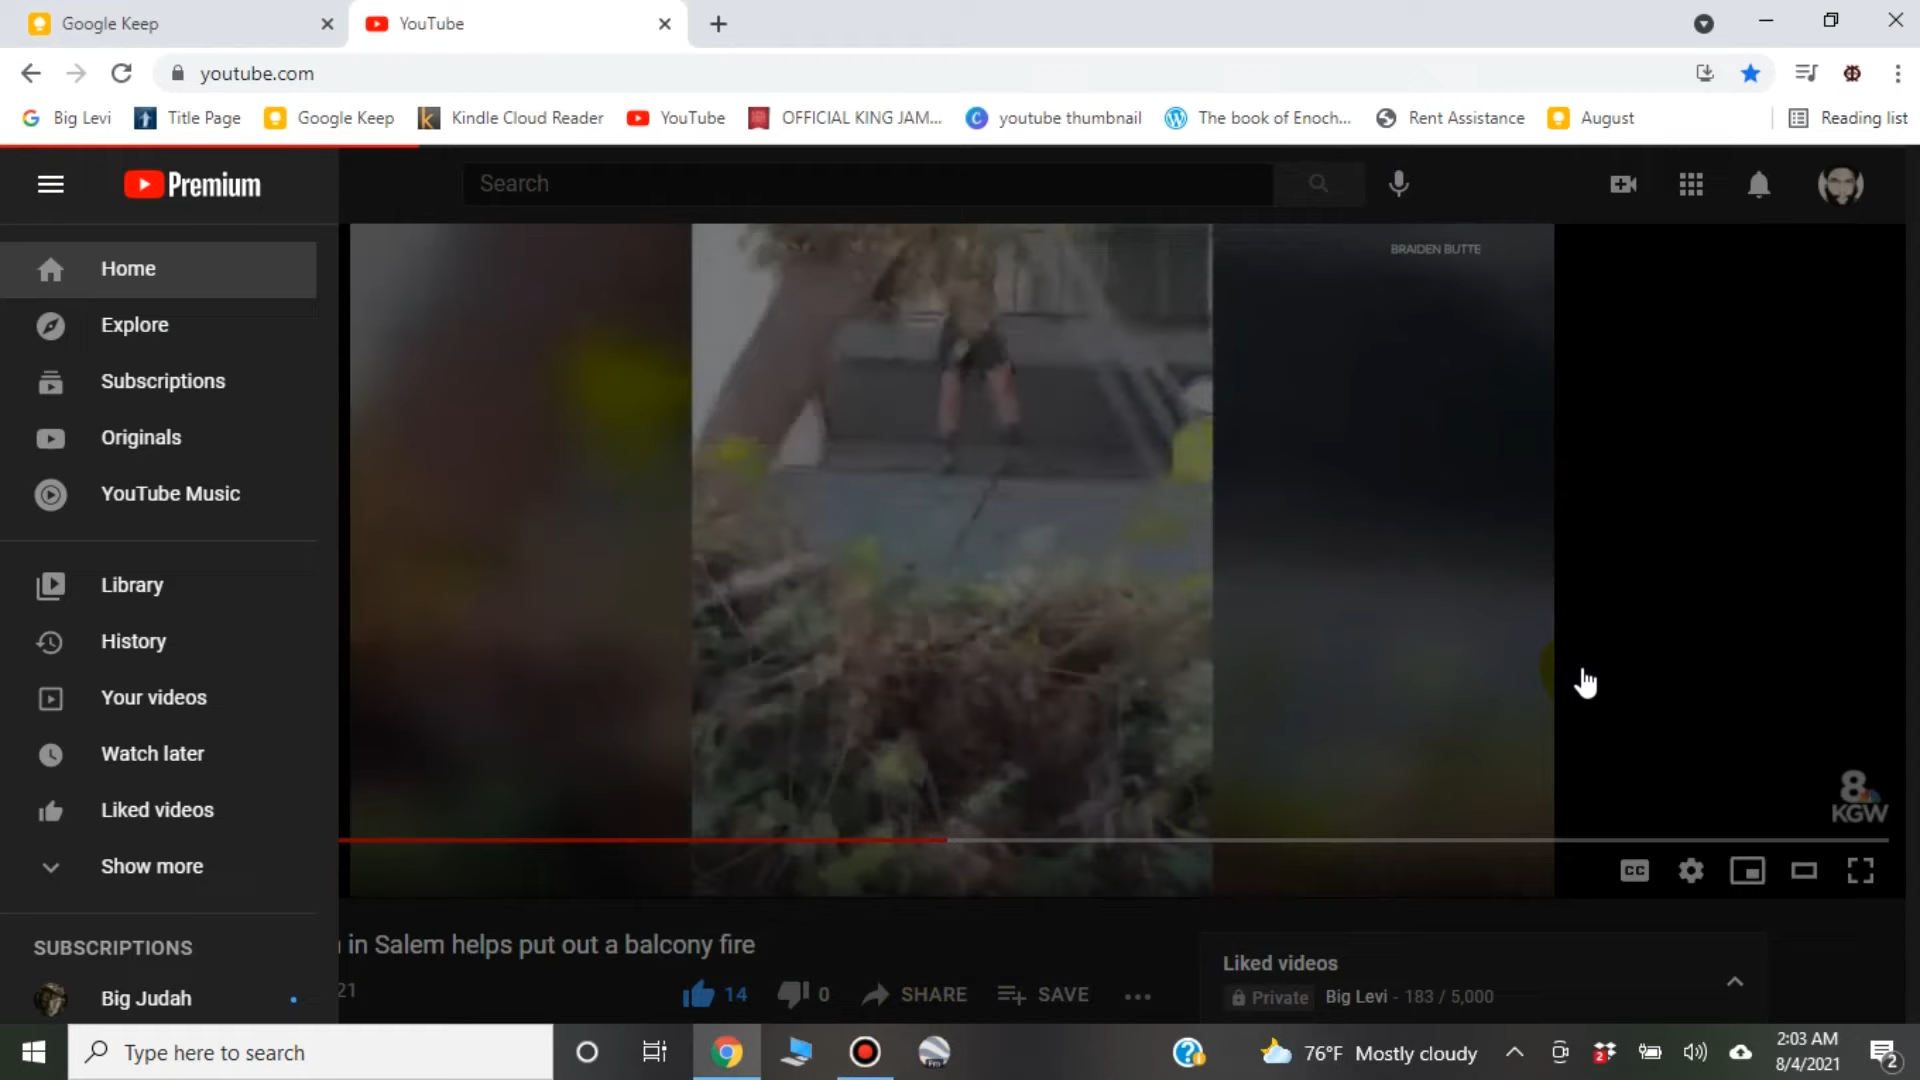 Google Keep
YouTube
youtube.com
Big Levi
Title Page
Google Keep
Kindle Cloud Reader
YouTube
OFFICIAL KING JAM...
youtube thumbnail
The book of Enoch...
Rent Assistance
August
Reading list
Premium
Search
Home
Explore
Subscriptions
Originals
YouTube Music
Library
History
Your videos
Watch later
Liked videos
Show more
SUBSCRIPTIONS
Big Judah
BRAIDEN BUTTE
8
KGW
CC
in Salem helps put out a balcony fire
21
14
0
SHARE
SAVE
Liked videos
Private Big Levi - 183 / 5,000
Type here to search
76°F Mostly cloudy
2
2:03 AM
8/4/2021
2